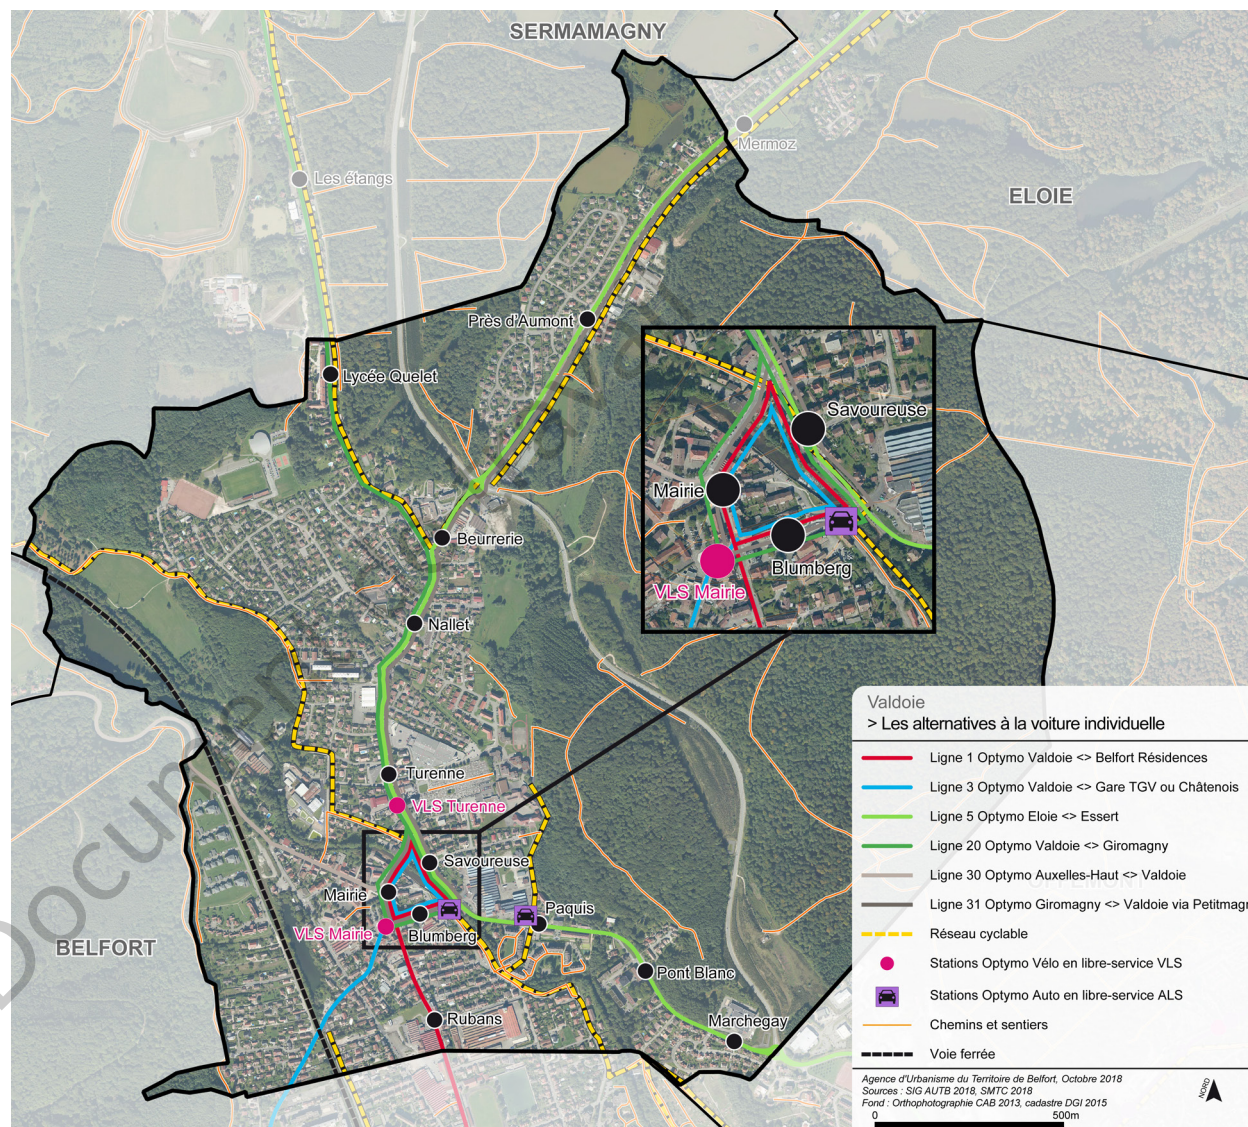 SERMAMAGNY
Mermoz
Les étangs
ELOIE
Près d'Aumont
Lycée Quelet
Savoureuse
Mairie
Blumberg
VLS Mairie
Beurrerie
Nallet
Turenne
VLS Turenne
Savoureuse
Mairie
Paquis
VLS Mairie
Blumberg
BELFORT
Pont Blanc
Rubans
Marchegay
Document
Valdoie
> Les alternatives à la voiture individuelle
Ligne 1 Optymo Valdoie <> Belfort Résidences
Ligne 3 Optymo Valdoie <> Gare TGV ou Châtenois
Ligne 5 Optymo Eloie <> Essert
Ligne 20 Optymo Valdoie <> Giromagny
Ligne 30 Optymo Auxelles-Haut <> Valdoie
Ligne 31 Optymo Giromagny <> Valdoie via Petitmagn
Réseau cyclable
Stations Optymo Vélo en libre-service VLS
Stations Optymo Auto en libre-service ALS
Chemins et sentiers
Voie ferrée
Agence d'Urbanisme du Territoire de Belfort, Octobre 2018
Sources : SIG AUTB 2018, SMTC 2018
Fond : Orthophotographie CAB 2013, cadastre DGI 2015
NORD
0 500m